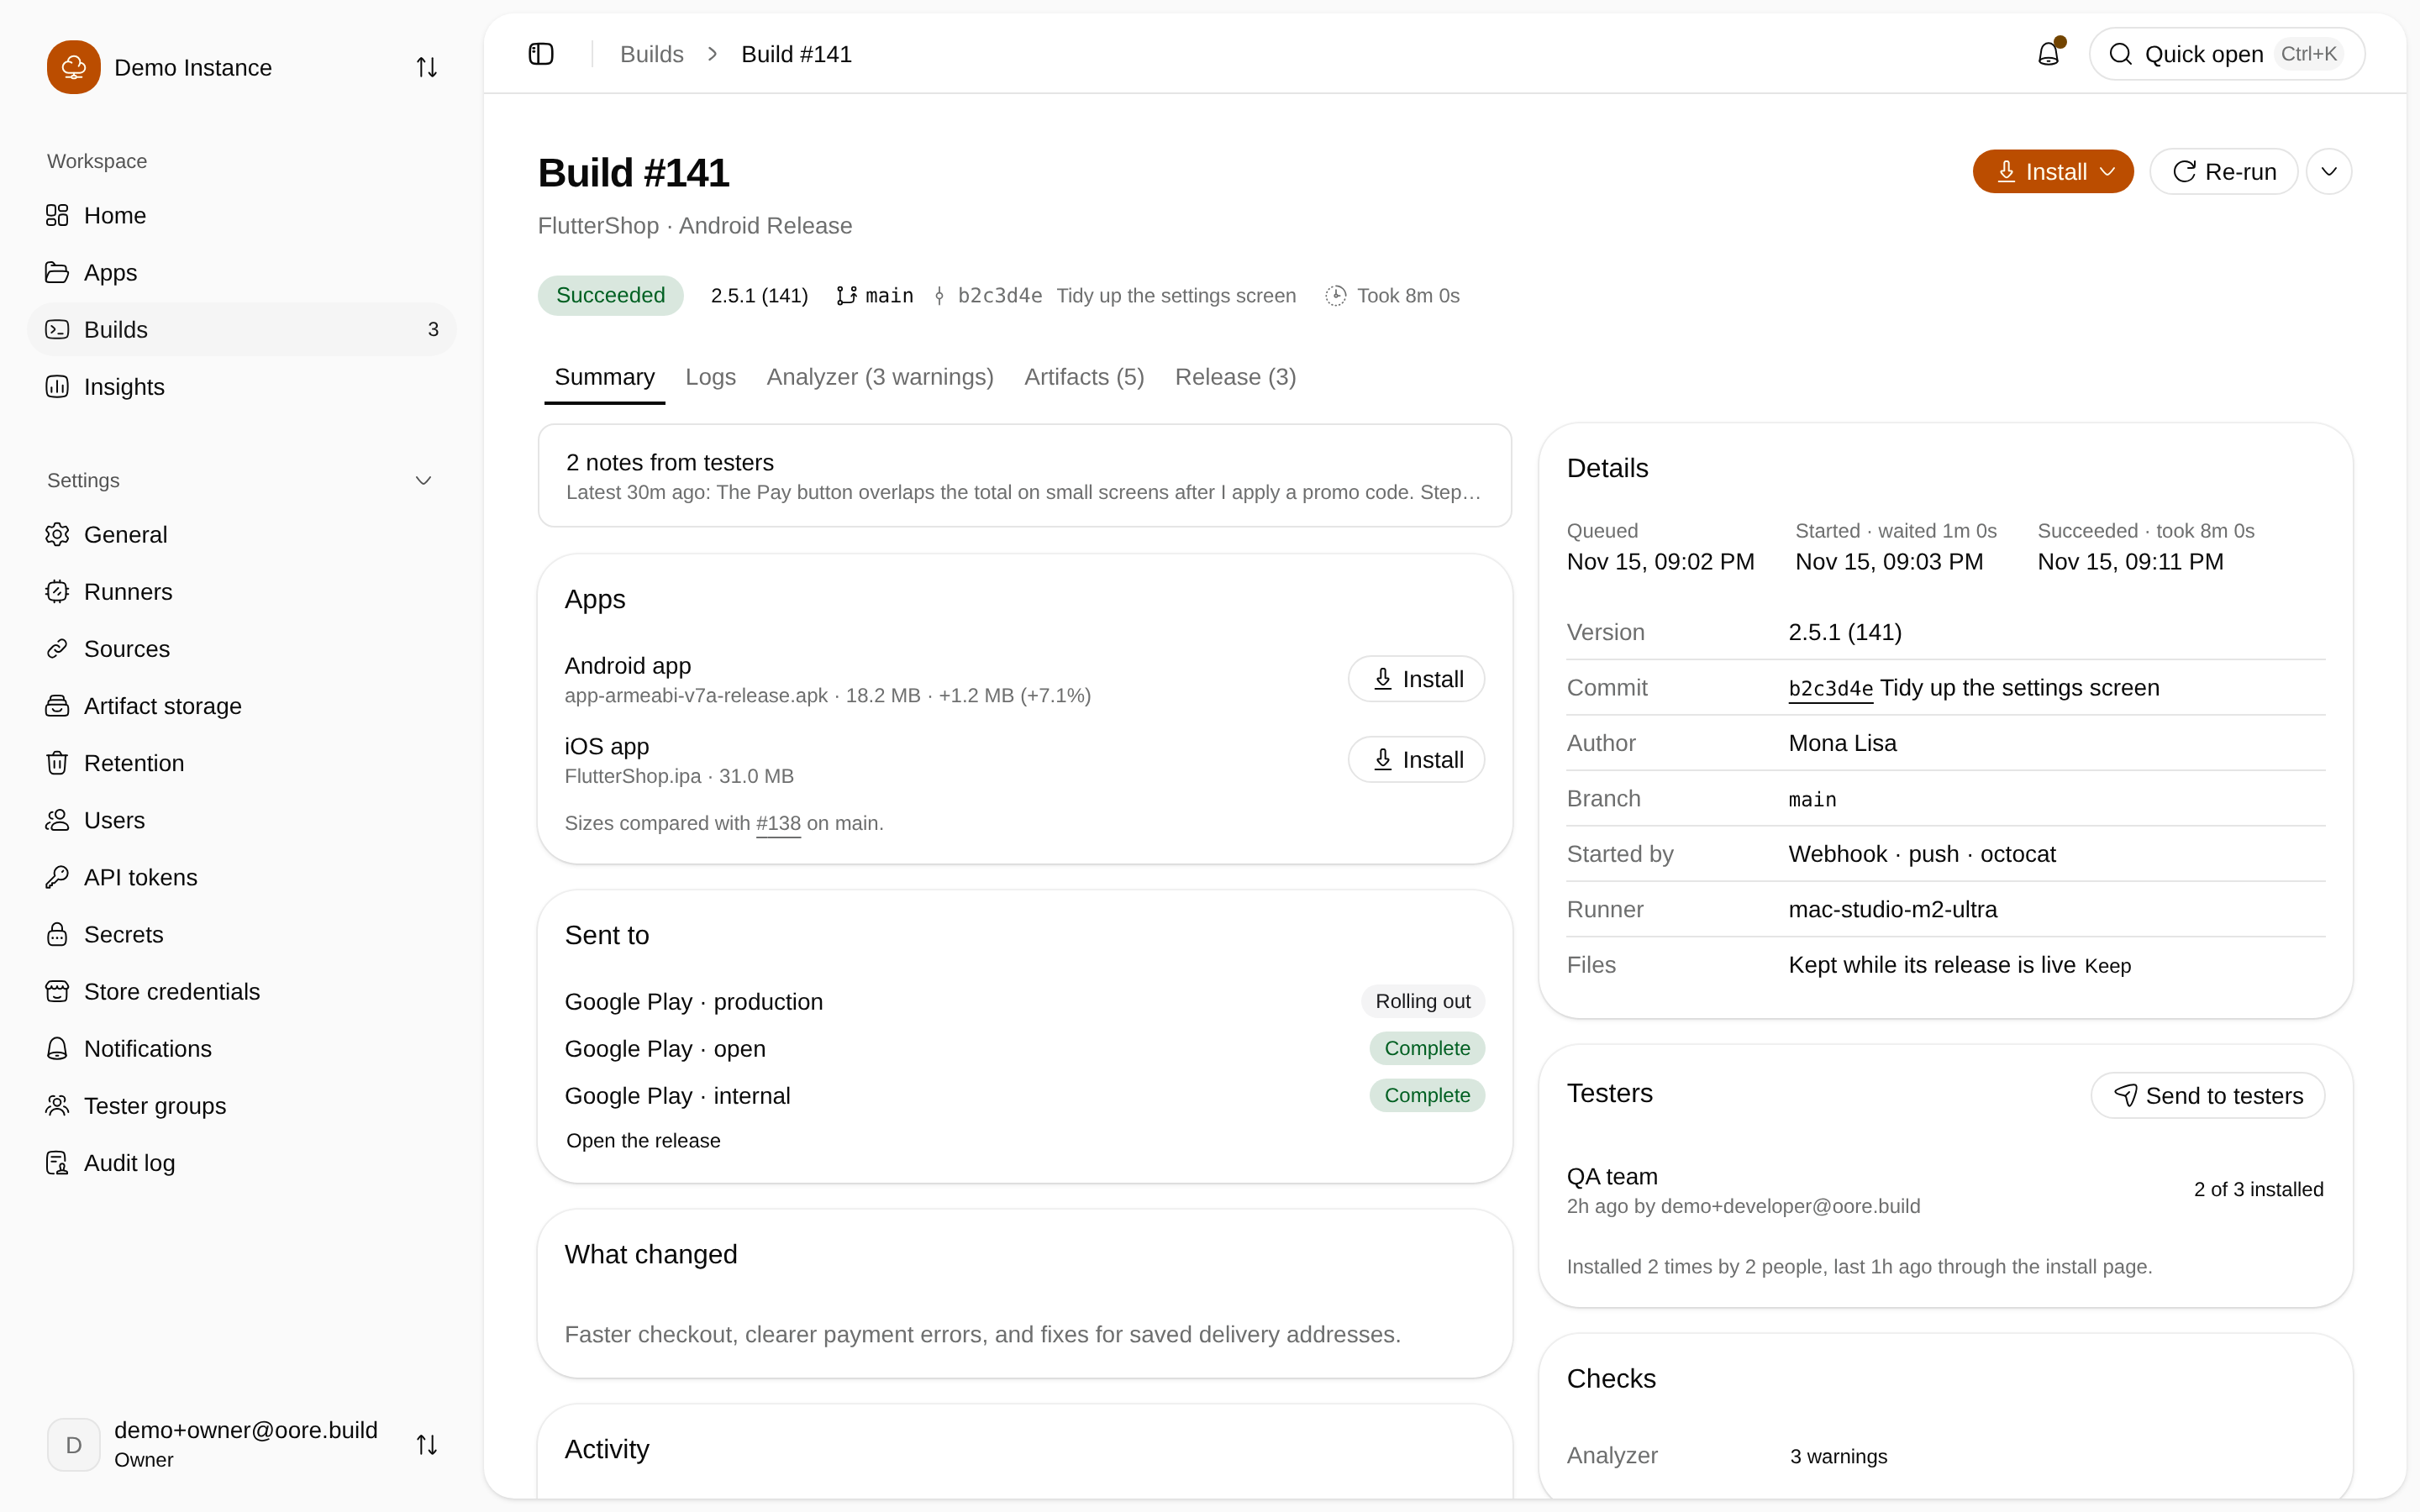 Demo Instance
Workspace
Home
Apps
Builds 3
Insights
Settings
General
Runners
Sources
Artifact storage
Retention
Users
API tokens
Secrets
Store credentials
Notifications
Tester groups
Audit log
D
demo+owner@oore.build
Owner
Builds
Build #141
Quick open Ctrl+K
Build #141
FlutterShop · Android Release
Install
Re-run
Succeeded 2.5.1 (141) main b2c3d4e Tidy up the settings screen Took 8m 0s
Summary Logs Analyzer (3 warnings) Artifacts (5) Release (3)
2 notes from testers
Latest 30m ago: The Pay button overlaps the total on small screens after I apply a promo code. Step…
Apps
Android app
app-armeabi-v7a-release.apk · 18.2 MB · +1.2 MB (+7.1%)
Install
iOS app
FlutterShop.ipa · 31.0 MB
Install
Sizes compared with #138 on main.
Sent to
Google Play · production Rolling out
Google Play · open Complete
Google Play · internal Complete
Open the release
What changed
Faster checkout, clearer payment errors, and fixes for saved delivery addresses.
Activity
Details
Queued Started · waited 1m 0s Succeeded · took 8m 0s
Nov 15, 09:02 PM Nov 15, 09:03 PM Nov 15, 09:11 PM
Version 2.5.1 (141)
Commit b2c3d4e Tidy up the settings screen
Author Mona Lisa
Branch main
Started by Webhook · push · octocat
Runner mac-studio-m2-ultra
Files Kept while its release is live Keep
Testers
Send to testers
QA team
2h ago by demo+developer@oore.build
2 of 3 installed
Installed 2 times by 2 people, last 1h ago through the install page.
Checks
Analyzer 3 warnings